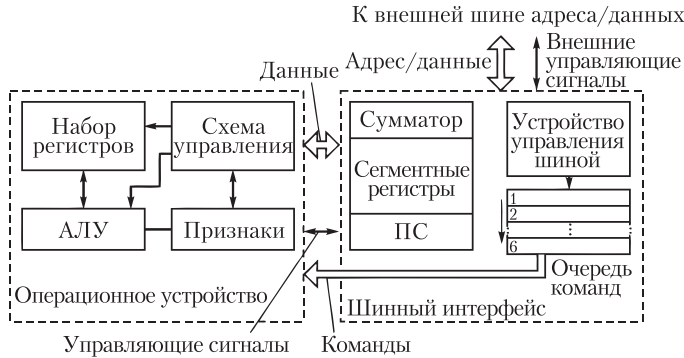 К внешней шине адреса/данных
Адрес/данные
Внешние
управляющие
сигналы
Данные
Набор
регистров
Схема
управления
АЛУ
Признаки
Операционное устройство
Сумматор
Сегментные
регистры
ПС
Устройство
управления
шиной
1
2
6
Очередь
команд
Шинный интерфейс
Управляющие сигналы
Команды